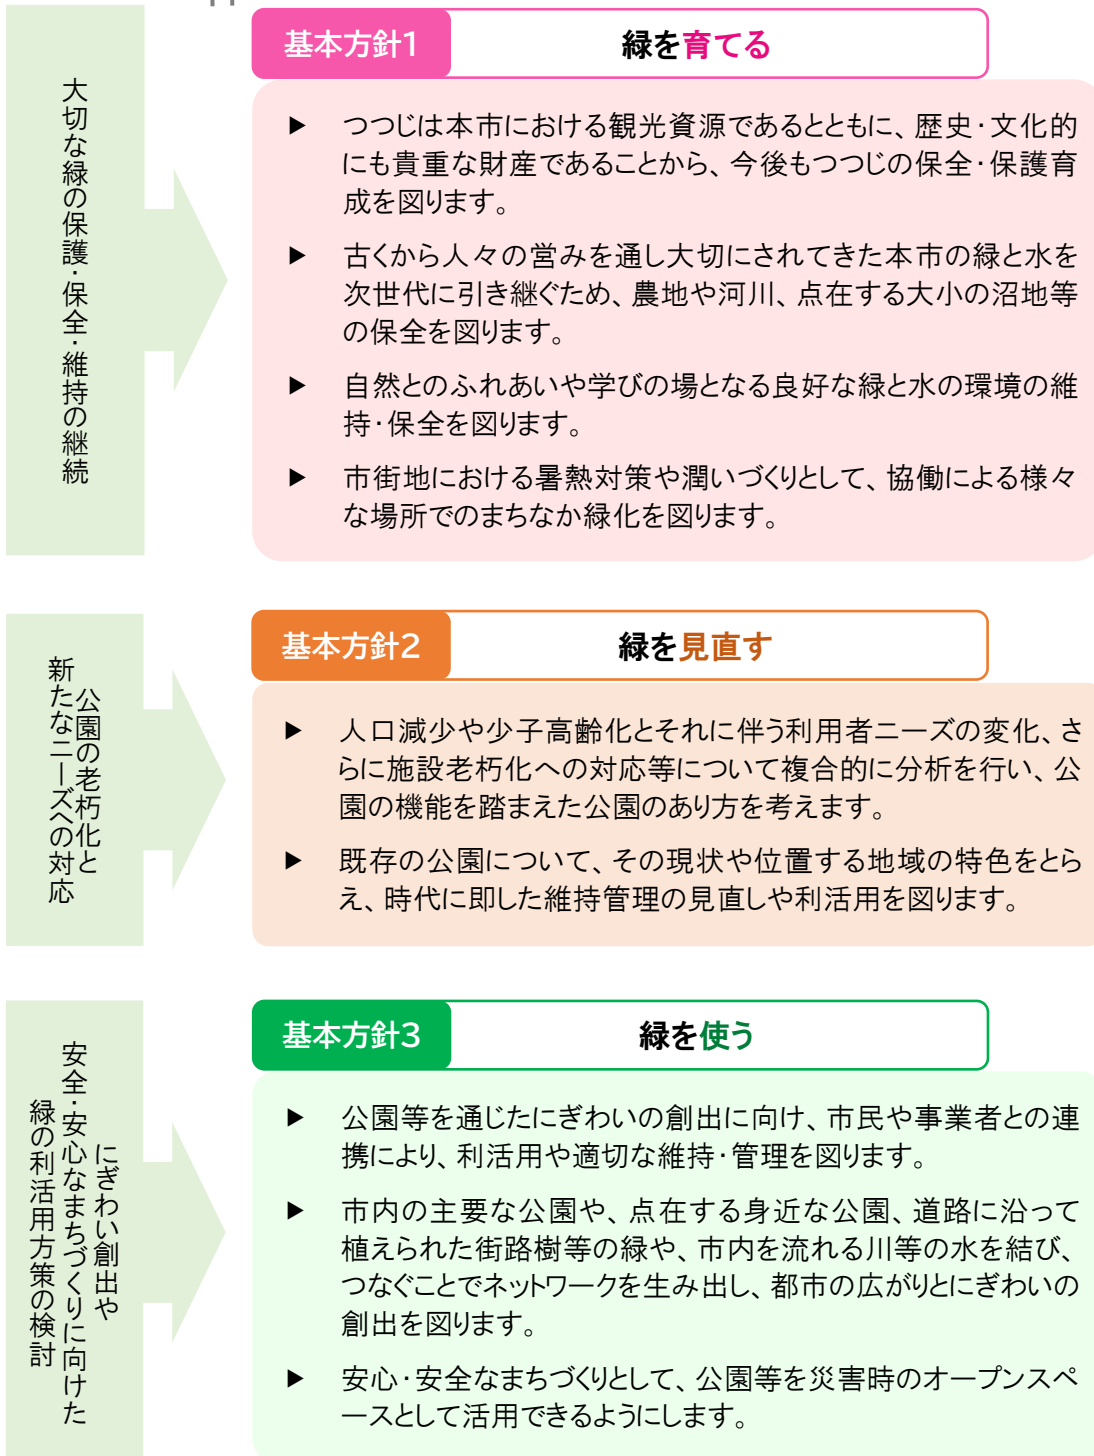 大切な緑の保護・保全・維持の継続
基本方針1
緑を育てる
▶ つつじは本市における観光資源であるとともに、歴史・文化的
にも貴重な財産であることから、今後もつつじの保全・保護育
成を図ります。
▶ 古くから人々の営みを通し大切にされてきた本市の緑と水を
次世代に引き継ぐため、農地や河川、点在する大小の沼地等
の保全を図ります。
▶ 自然とのふれあいや学びの場となる良好な緑と水の環境の維
持・保全を図ります。
▶ 市街地における暑熱対策や潤いづくりとして、協働による様々
な場所でのまちなか緑化を図ります。
公園の老朽化と
新たなニーズへの対応
基本方針2
緑を見直す
▶ 人口減少や少子高齢化とそれに伴う利用者ニーズの変化、さ
らに施設老朽化への対応等について複合的に分析を行い、公
園の機能を踏まえた公園のあり方を考えます。
▶ 既存の公園について、その現状や位置する地域の特色をとら
え、時代に即した維持管理の見直しや利活用を図ります。
にぎわい創出や
安全・安心なまちづくりに向けた
緑の利活用方策の検討
基本方針3
緑を使う
▶ 公園等を通じたにぎわいの創出に向け、市民や事業者との連
携により、利活用や適切な維持・管理を図ります。
▶ 市内の主要な公園や、点在する身近な公園、道路に沿って
植えられた街路樹等の緑や、市内を流れる川等の水を結び、
つなぐことでネットワークを生み出し、都市の広がりとにぎわいの
創出を図ります。
▶ 安心・安全なまちづくりとして、公園等を災害時のオープンスペ
ースとして活用できるようにします。